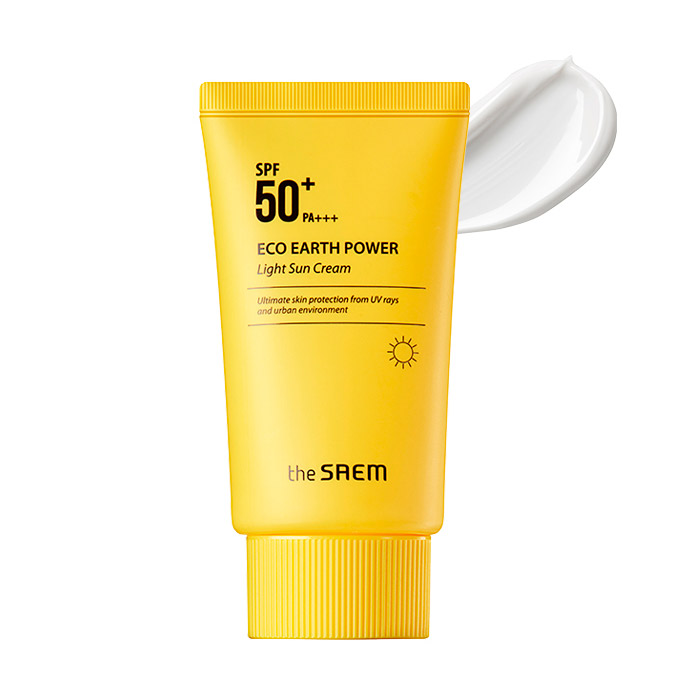 SPF
50+
PA+++
ECO EARTH POWER
Light Sun Cream
Ultimate skin protection from UV rays
and urban environment
the SAEM